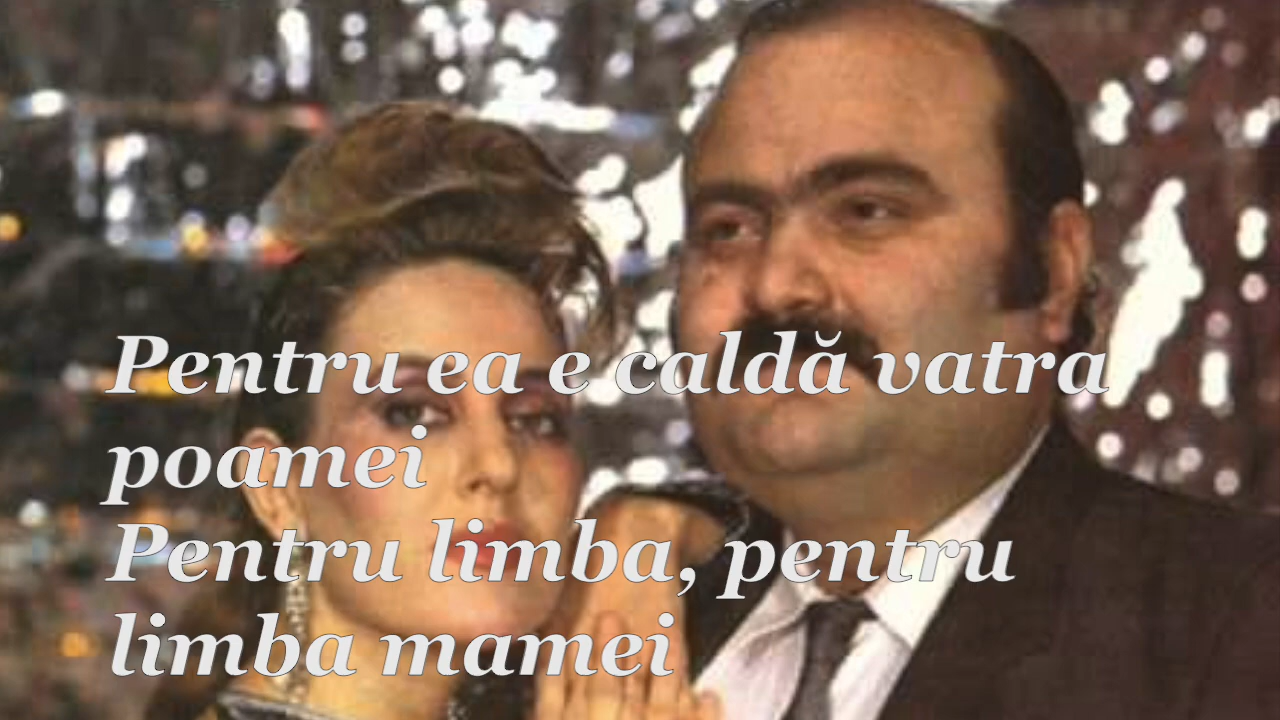 Pentru ea e caldă vatra
poamei
Pentru limba, pentru
limba mamei